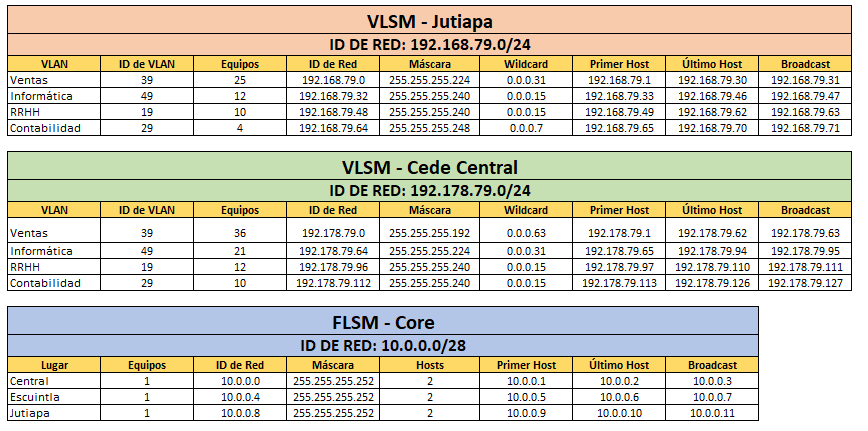 VLSM - Jutiapa
ID DE RED: 192.168.79.0/24
VLAN ID de VLAN Equipos ID de Red Máscara Wildcard Primer Host Último Host Broadcast
Ventas 39 25 192.168.79.0 255.255.255.224 0.0.0.31 192.168.79.1 192.168.79.30 192.168.79.31
Informática 49 12 192.168.79.32 255.255.255.240 0.0.0.15 192.168.79.33 192.168.79.46 192.168.79.47
RRHH 19 10 192.168.79.48 255.255.255.240 0.0.0.15 192.168.79.49 192.168.79.62 192.168.79.63
Contabilidad 29 4 192.168.79.64 255.255.255.248 0.0.0.7 192.168.79.65 192.168.79.70 192.168.79.71
VLSM - Cede Central
ID DE RED: 192.178.79.0/24
VLAN ID de VLAN Equipos ID de Red Máscara Wildcard Primer Host Último Host Broadcast
Ventas 39 36 192.178.79.0 255.255.255.192 0.0.0.63 192.178.79.1 192.178.79.62 192.178.79.63
Informática 49 21 192.178.79.64 255.255.255.224 0.0.0.31 192.178.79.65 192.178.79.94 192.178.79.95
RRHH 19 12 192.178.79.96 255.255.255.240 0.0.0.15 192.178.79.97 192.178.79.110 192.178.79.111
Contabilidad 29 10 192.178.79.112 255.255.255.240 0.0.0.15 192.178.79.113 192.178.79.126 192.178.79.127
FLSM - Core
ID DE RED: 10.0.0.0/28
Lugar Equipos ID de Red Máscara Hosts Primer Host Último Host Broadcast
Central 1 10.0.0.0 255.255.255.252 2 10.0.0.1 10.0.0.2 10.0.0.3
Escuintla 1 10.0.0.4 255.255.255.252 2 10.0.0.5 10.0.0.6 10.0.0.7
Jutiapa 1 10.0.0.8 255.255.255.252 2 10.0.0.9 10.0.0.10 10.0.0.11